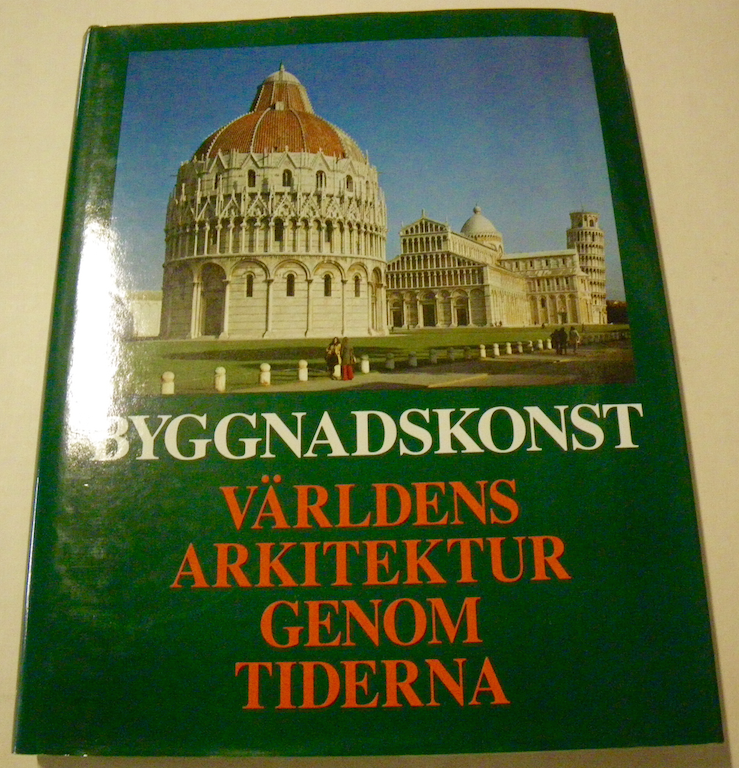 BYGGNADSKONST
VÄRLDENS
ARKITEKTUR
GENOM
TIDERNA